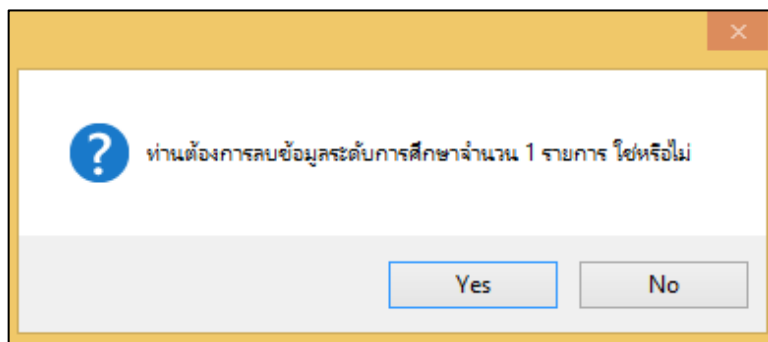 ท่านต้องการลบข้อมูลระดับการศึกษาจำนวน 1 รายการ ใช่หรือไม่
Yes
No